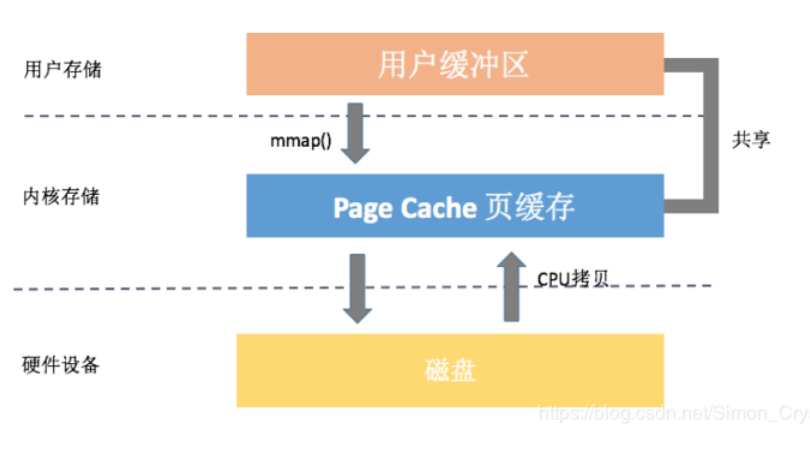 用户存储
用户缓冲区
mmap()
共享
内核存储
Page Cache 页缓存
CPU拷贝
硬件设备
磁盘
https://blog.csdn.net/Simon_Cry